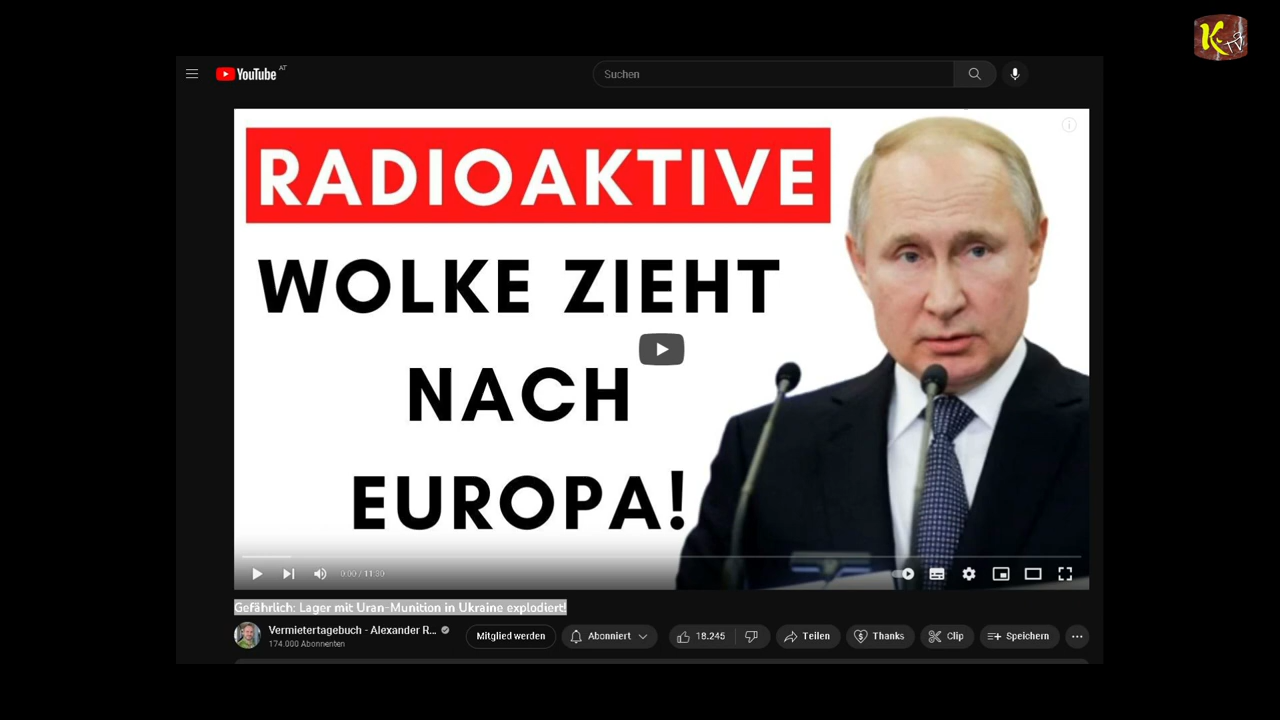 K-TV
YouTube AT
Suchen
RADIOAKTIVE
WOLKE ZIEHT
NACH
EUROPA!
0:00 / 11:30
Gefährlich: Lager mit Uran-Munition in Ukraine explodiert!
Vermietertagebuch - Alexander R...
174.000 Abonnenten
Mitglied werden
Abonniert
18.245
Teilen
Thanks
Clip
Speichern